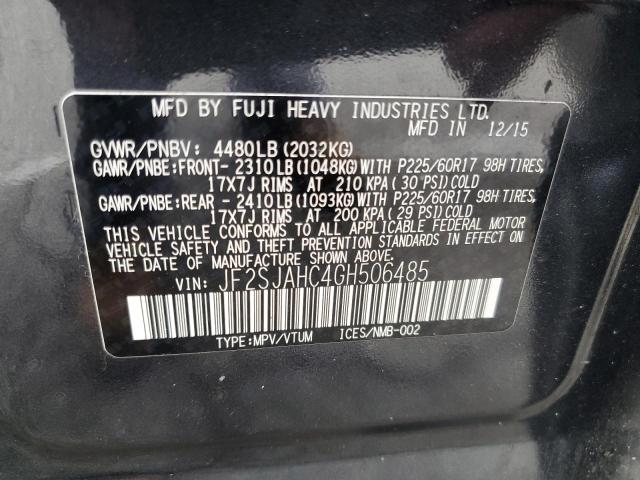 MFD BY FUJI HEAVY INDUSTRIES LTD.
MFD IN 12/15
GVWR/PNBV: 4480LB (2032KG)
GAWR/PNBE:FRONT- 2310LB (1048KG) WITH P225/60R17 98H TIRES,
17X7J RIMS AT 210 KPA( 30 PSI) COLD
GAWR/PNBE:REAR - 2410LB (1093KG) WITH P225/60R17 98H TIRES,
17X7J RIMS AT 200 KPA( 29 PSI) COLD
THIS VEHICLE CONFORMS TO ALL APPLICABLE FEDERAL MOTOR
VEHICLE SAFETY AND THEFT PREVENTION STANDARDS IN EFFECT ON
THE DATE OF MANUFACTURE SHOWN ABOVE.
VIN: JF2SJAHC4GH506485
TYPE:MPV/VTUM ICES/NMB-002